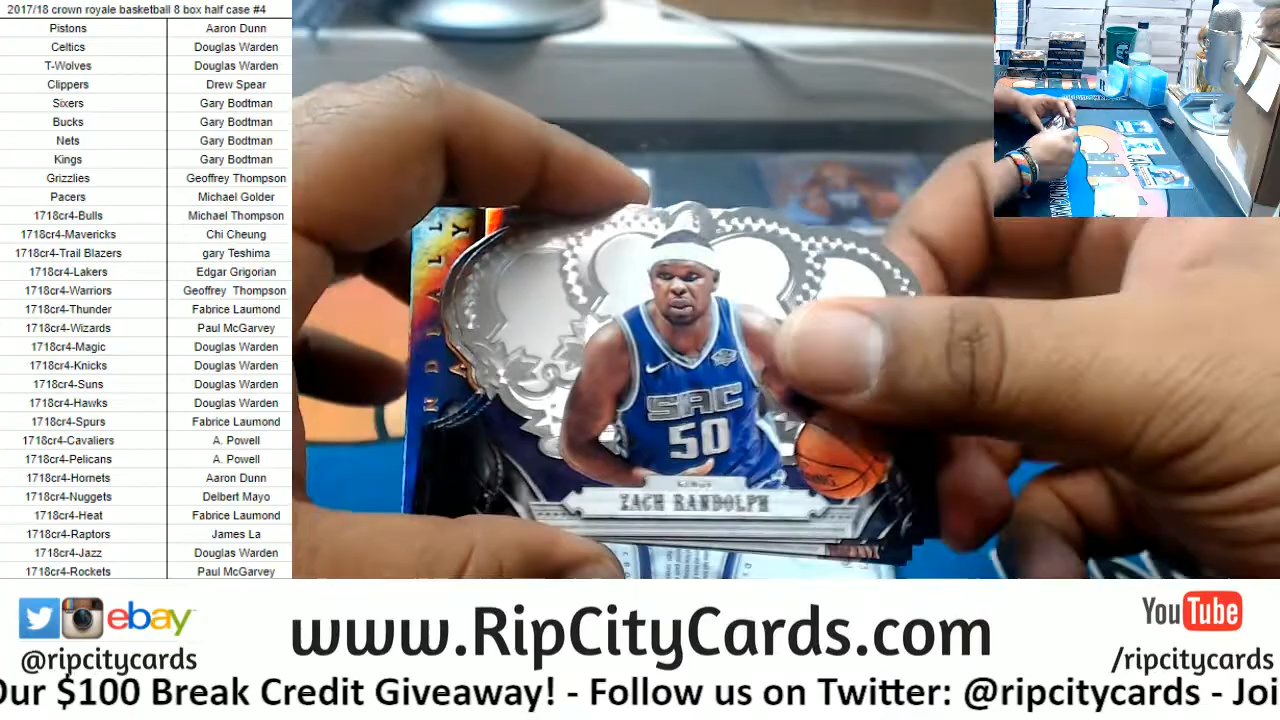 2017/18 crown royale basketball 8 box half case #4
Pistons Aaron Dunn
Celtics Douglas Warden
T-Wolves Douglas Warden
Clippers Drew Spear
Sixers Gary Bodtman
Bucks Gary Bodtman
Nets Gary Bodtman
Kings Gary Bodtman
Grizzlies Geoffrey Thompson
Pacers Michael Golder
1718cr4-Bulls Michael Thompson
1718cr4-Mavericks Chi Cheung
1718cr4-Trail Blazers gary Teshima
1718cr4-Lakers Edgar Grigorian
1718cr4-Warriors Geoffrey Thompson
1718cr4-Thunder Fabrice Laumond
1718cr4-Wizards Paul McGarvey
1718cr4-Magic Douglas Warden
1718cr4-Knicks Douglas Warden
1718cr4-Suns Douglas Warden
1718cr4-Hawks Douglas Warden
1718cr4-Spurs Fabrice Laumond
1718cr4-Cavaliers A. Powell
1718cr4-Pelicans A. Powell
1718cr4-Hornets Aaron Dunn
1718cr4-Nuggets Delbert Mayo
1718cr4-Heat Fabrice Laumond
1718cr4-Raptors James La
1718cr4-Jazz Douglas Warden
1718cr4-Rockets Paul McGarvey
SAC
50
KINGS
ZACH RANDOLPH
ebay
@ripcitycards
www.RipCityCards.com
YouTube
/ripcitycards
Our $100 Break Credit Giveaway! - Follow us on Twitter: @ripcitycards - Joi